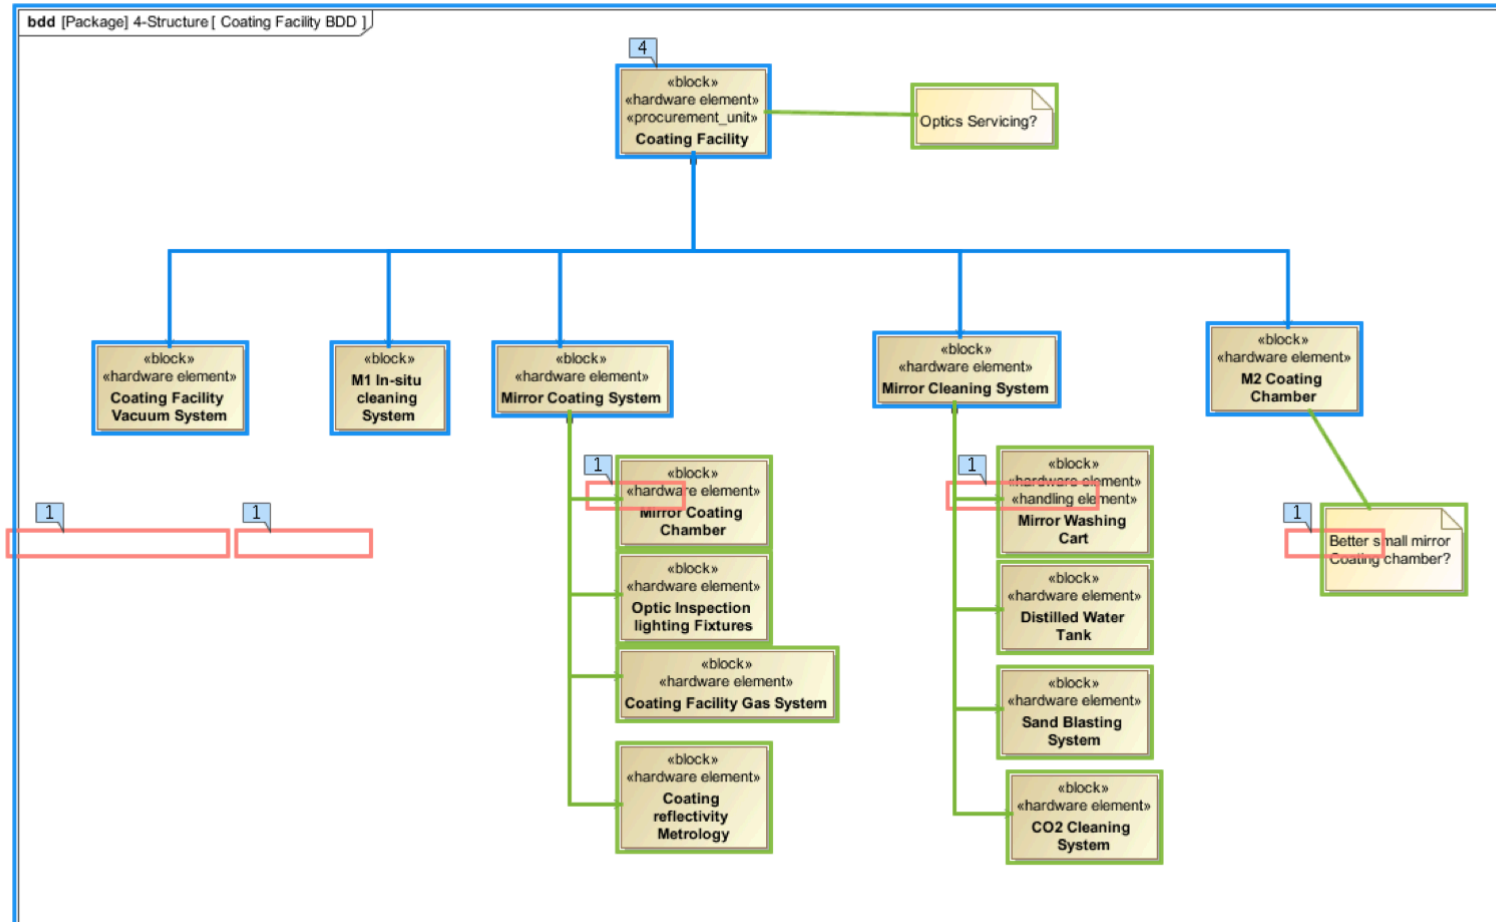 bdd [Package] 4-Structure [ Coating Facility BDD ]
4
«block»
«hardware element»
«procurement_unit»
Coating Facility
Optics Servicing?
«block»
«hardware element»
Coating Facility
Vacuum System
«block»
«hardware element»
M1 In-situ
cleaning
System
«block»
«hardware element»
Mirror Coating System
«block»
«hardware element»
Mirror Cleaning System
«block»
«hardware element»
M2 Coating
Chamber
1
1
1
«block»
«hardware element»
Mirror Coating
Chamber
«block»
«hardware element»
Optic Inspection
lighting Fixtures
«block»
«hardware element»
Coating Facility Gas System
«block»
«hardware element»
Coating
reflectivity
Metrology
1
«block»
«hardware element»
«handling element»
Mirror Washing
Cart
«block»
«hardware element»
Distilled Water
Tank
«block»
«hardware element»
Sand Blasting
System
«block»
«hardware element»
CO2 Cleaning
System
1
Better small mirror
Coating chamber?